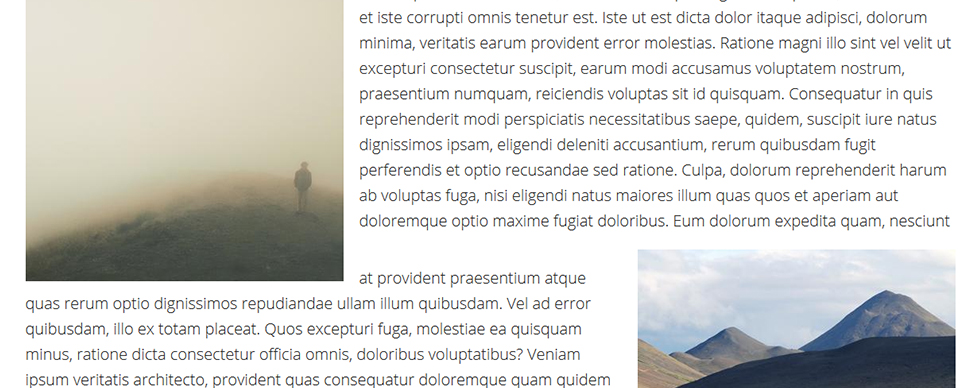 et iste corrupti omnis tenetur est. Iste ut est dicta dolor itaque adipisci, dolorum
minima, veritatis earum provident error molestias. Ratione magni illo sint vel velit ut
excepturi consectetur suscipit, earum modi accusamus voluptatem nostrum,
praesentium numquam, reiciendis voluptas sit id quisquam. Consequatur in quis
reprehenderit modi perspiciatis necessitatibus saepe, quidem, suscipit iure natus
dignissimos ipsam, eligendi deleniti accusantium, rerum quibusdam fugit
perferendis et optio recusandae sed ratione. Culpa, dolorum reprehenderit harum
ab voluptas fuga, nisi eligendi natus maiores illum quas quos et aperiam aut
doloremque optio maxime fugiat doloribus. Eum dolorum expedita quam, nesciunt
at provident praesentium atque
quas rerum optio dignissimos repudiandae ullam illum quibusdam. Vel ad error
quibusdam, illo ex totam placeat. Quos excepturi fuga, molestiae ea quisquam
minus, ratione dicta consectetur officia omnis, doloribus voluptatibus? Veniam
ipsum veritatis architecto, provident quas consequatur doloremque quam quidem